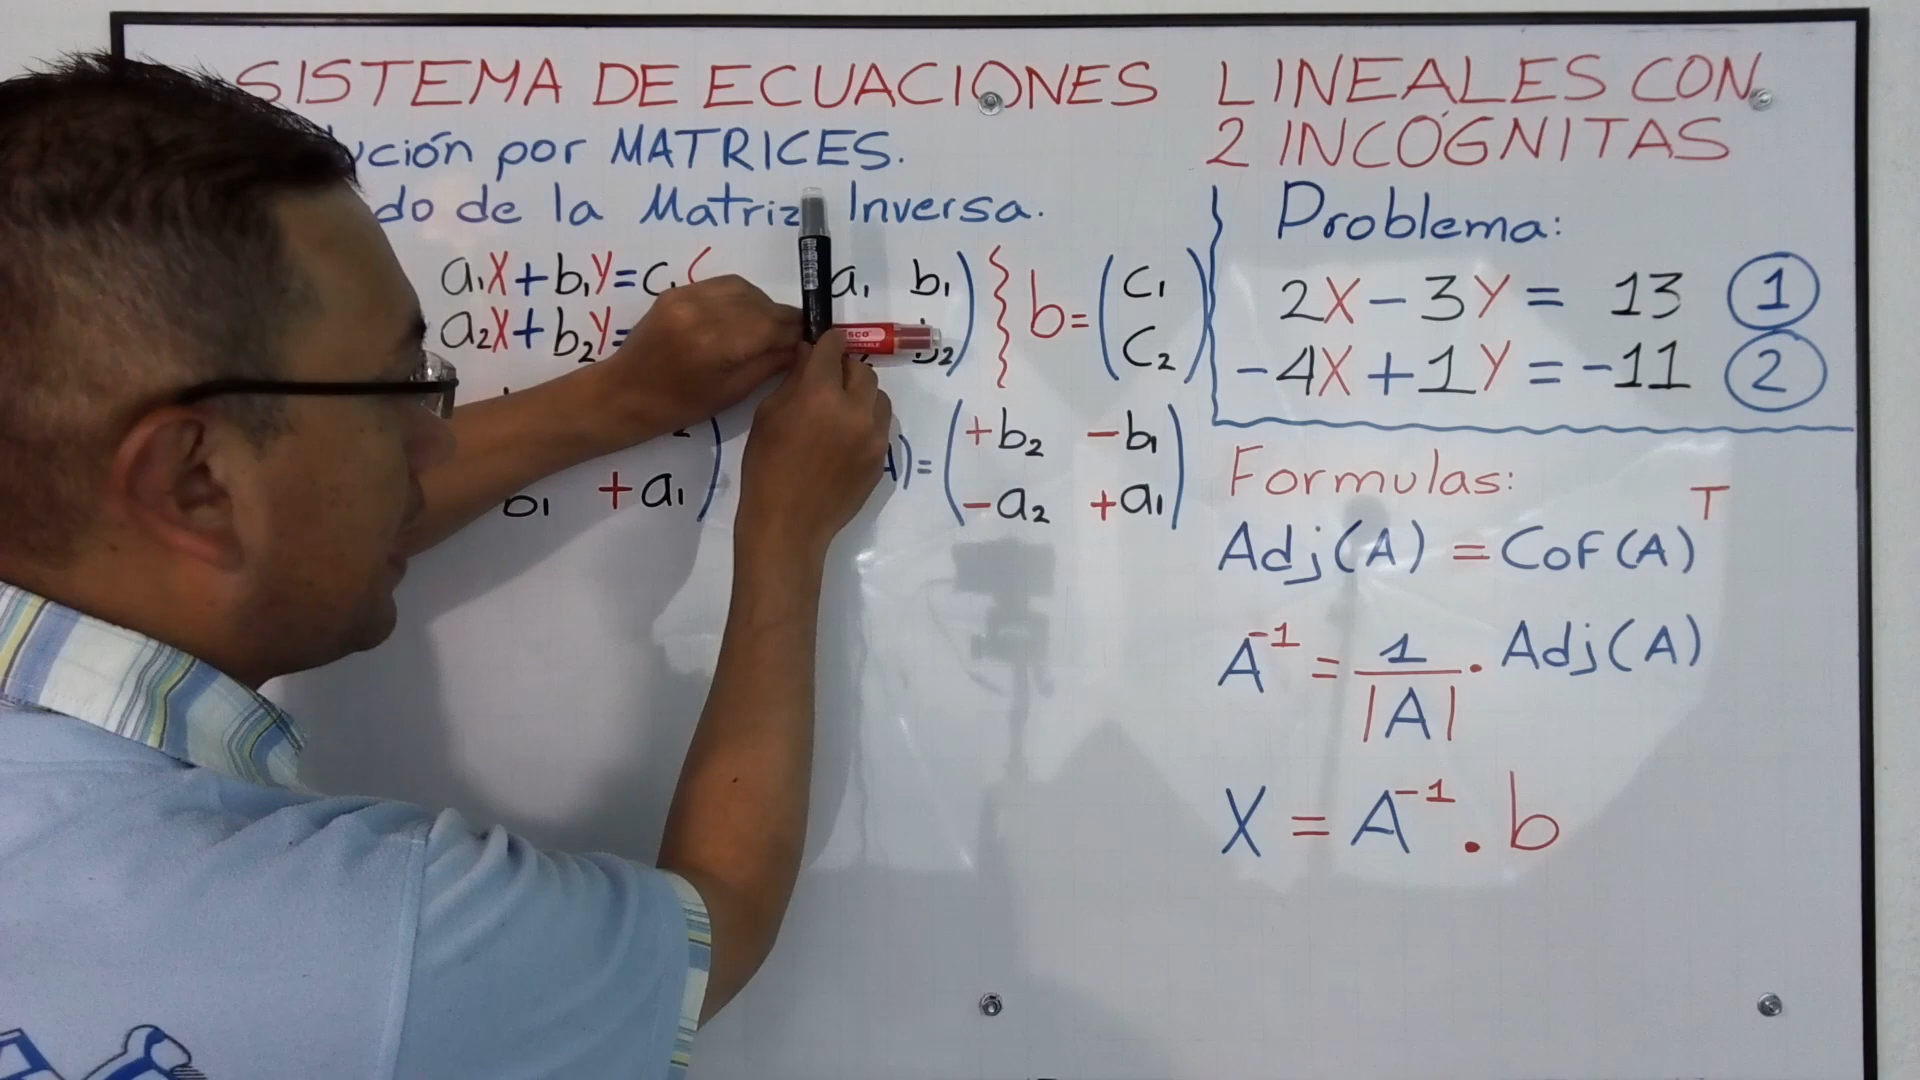 SISTEMA DE ECUACIONES LINEALES CON
2 INCÓGNITAS
por MATRICES.
de la Matriz Inversa.
a₁X+b₁Y=c₁
a₂X+b₂Y=
a₁ b₁
b₂
b=(c₁
c₂)
b₁ +a₁
A)=(+b₂ -b₁
-a₂ +a₁)
Problema:
2X-3Y= 13 1
-4X+1Y=-11 2
Formulas:
Adj(A)=Cof(A)ᵀ
A⁻¹=1/|A|·Adj(A)
X=A⁻¹.b